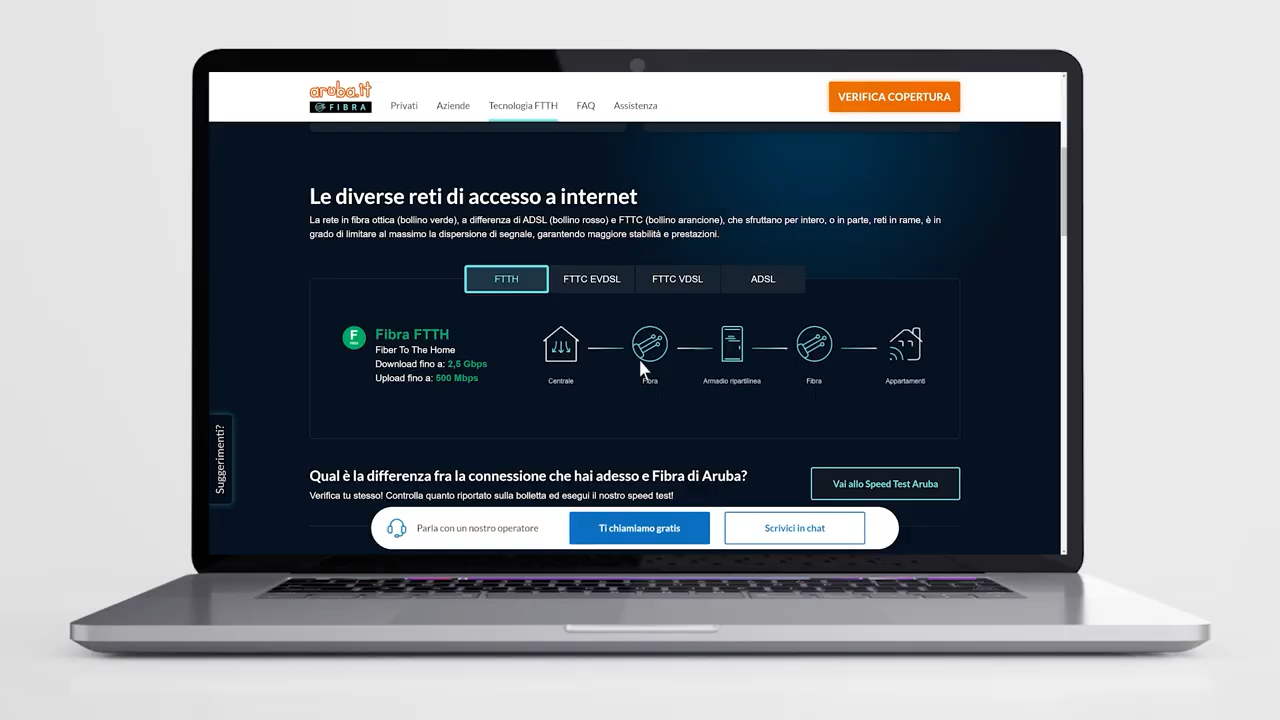 aruba.it
FIBRA
Privati
Aziende
Tecnologia FTTH
FAQ
Assistenza
VERIFICA COPERTURA
Le diverse reti di accesso a internet
La rete in fibra ottica (bollino verde), a differenza di ADSL (bollino rosso) e FTTC (bollino arancione), che sfruttano per intero, o in parte, reti in rame, è in
grado di limitare al massimo la dispersione di segnale, garantendo maggiore stabilità e prestazioni.
FTTH
FTTC EVDSL
FTTC VDSL
ADSL
F
FIBRA
Fibra FTTH
Fiber To The Home
Download fino a: 2,5 Gbps
Upload fino a: 500 Mbps
Centrale
Fibra
Armadio ripartilinea
Fibra
Appartamenti
Suggerimenti?
Qual è la differenza fra la connessione che hai adesso e Fibra di Aruba?
Verifica tu stesso! Controlla quanto riportato sulla bolletta ed esegui il nostro speed test!
Vai allo Speed Test Aruba
Parla con un nostro operatore
Ti chiamiamo gratis
Scrivici in chat